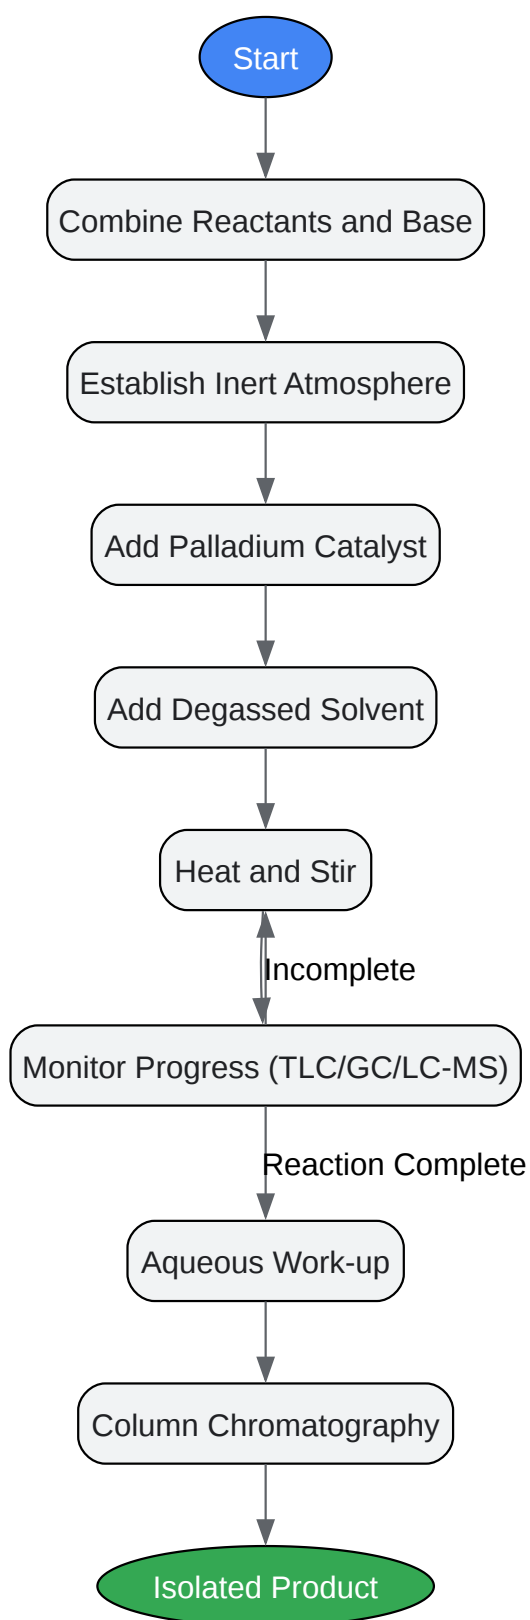 Start
Combine Reactants and Base
Establish Inert Atmosphere
Add Palladium Catalyst
Add Degassed Solvent
Heat and Stir
Incomplete
Monitor Progress (TLC/GC/LC-MS)
Reaction Complete
Aqueous Work-up
Column Chromatography
Isolated Product